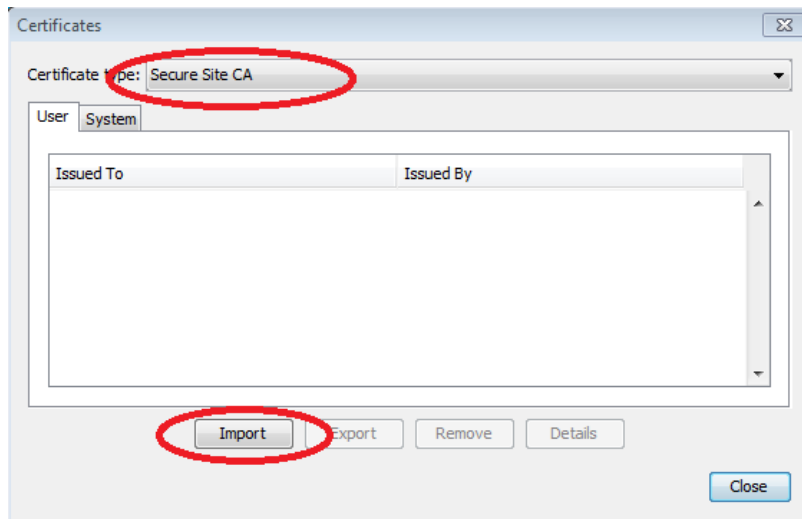 Certificates
Certificate type: Secure Site CA
User System
Issued To Issued By
Import Export Remove Details
Close